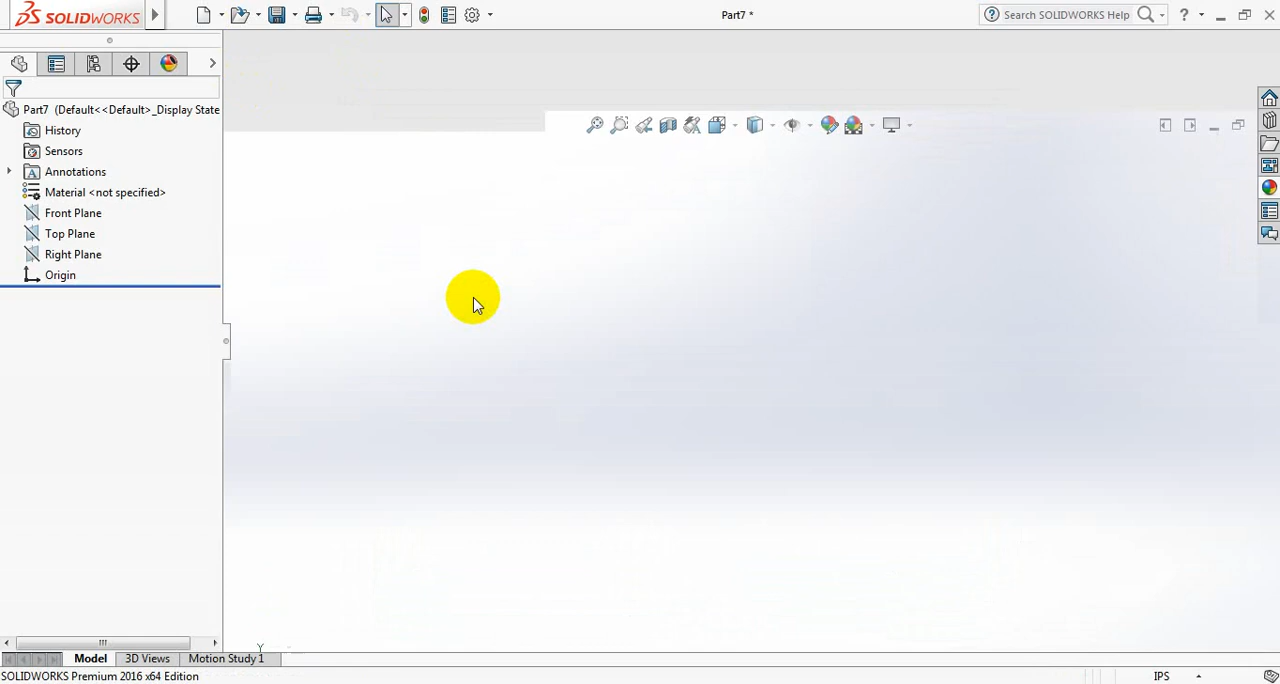 SOLIDWORKS
Part7 *
Search SOLIDWORKS Help
Part7 (Default<<Default>_Display State
History
Sensors
Annotations
Material <not specified>
Front Plane
Top Plane
Right Plane
Origin
Y
Model
3D Views
Motion Study 1
SOLIDWORKS Premium 2016 x64 Edition
IPS